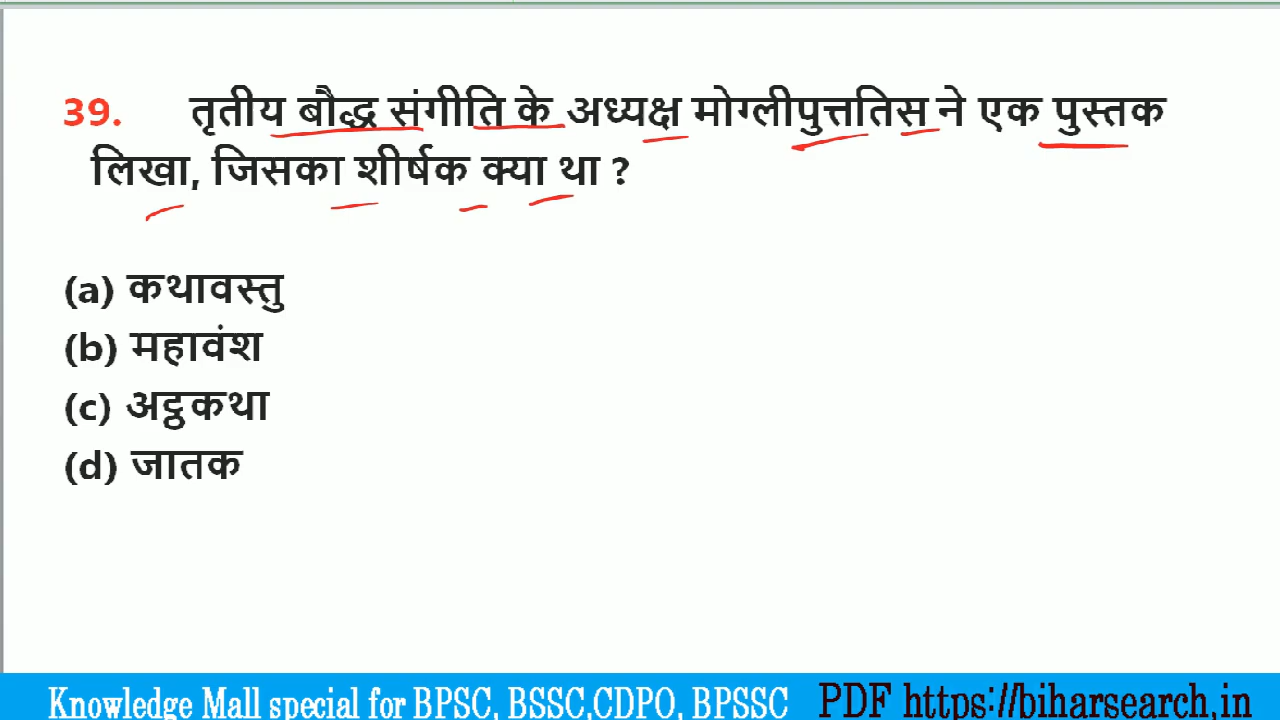 39. तृतीय बौद्ध संगीति के अध्यक्ष मोग्लीपुत्ततिस ने एक पुस्तक
लिखा, जिसका शीर्षक क्या था ?
(a) कथावस्तु
(b) महावंश
(c) अट्ठकथा
(d) जातक
Knowledge Mall special for BPSC, BSSC,CDPO, BPSSC PDF https://biharsearch.in